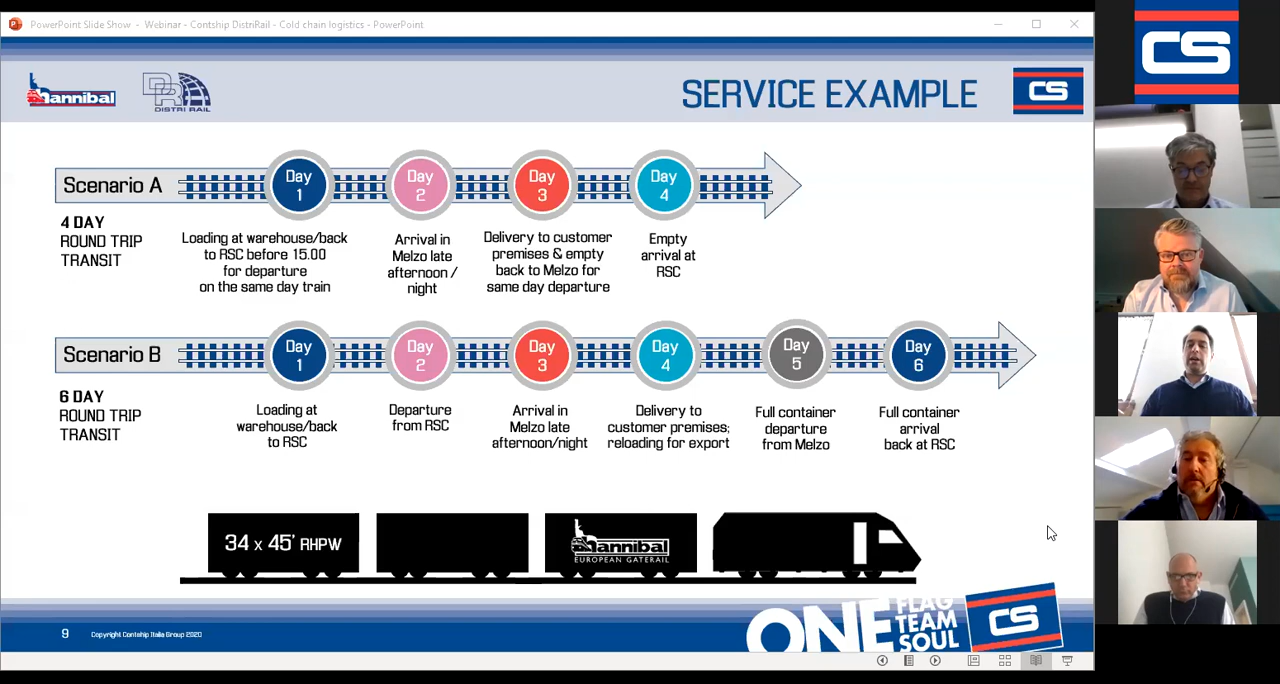 PowerPoint Slide Show - Webinar - Contship DistriRail - Cold chain logistics - PowerPoint
CS
hannibal
DR
DISTRI RAIL
SERVICE EXAMPLE
CS
Scenario A
Day
1
Day
2
Day
3
Day
4
4 DAY
ROUND TRIP
TRANSIT
Loading at warehouse/back
to RSC before 15.00
for departure
on the same day train
Arrival in
Melzo late
afternoon /
night
Delivery to customer
premises & empty
back to Melzo for
same day departure
Empty
arrival at
RSC
Scenario B
Day
1
Day
2
Day
3
Day
4
Day
5
Day
6
6 DAY
ROUND TRIP
TRANSIT
Loading at
warehouse/back
to RSC
Departure
from RSC
Arrival in
Melzo late
afternoon/night
Delivery to
customer premises;
reloading for export
Full container
departure
from Melzo
Full container
arrival
back at RSC
34 x 45' RHPW
hannibal
EUROPEAN GATERAIL
ONE
FLAG
TEAM
SOUL
CS
9
Copyright Contship Italia Group 2020